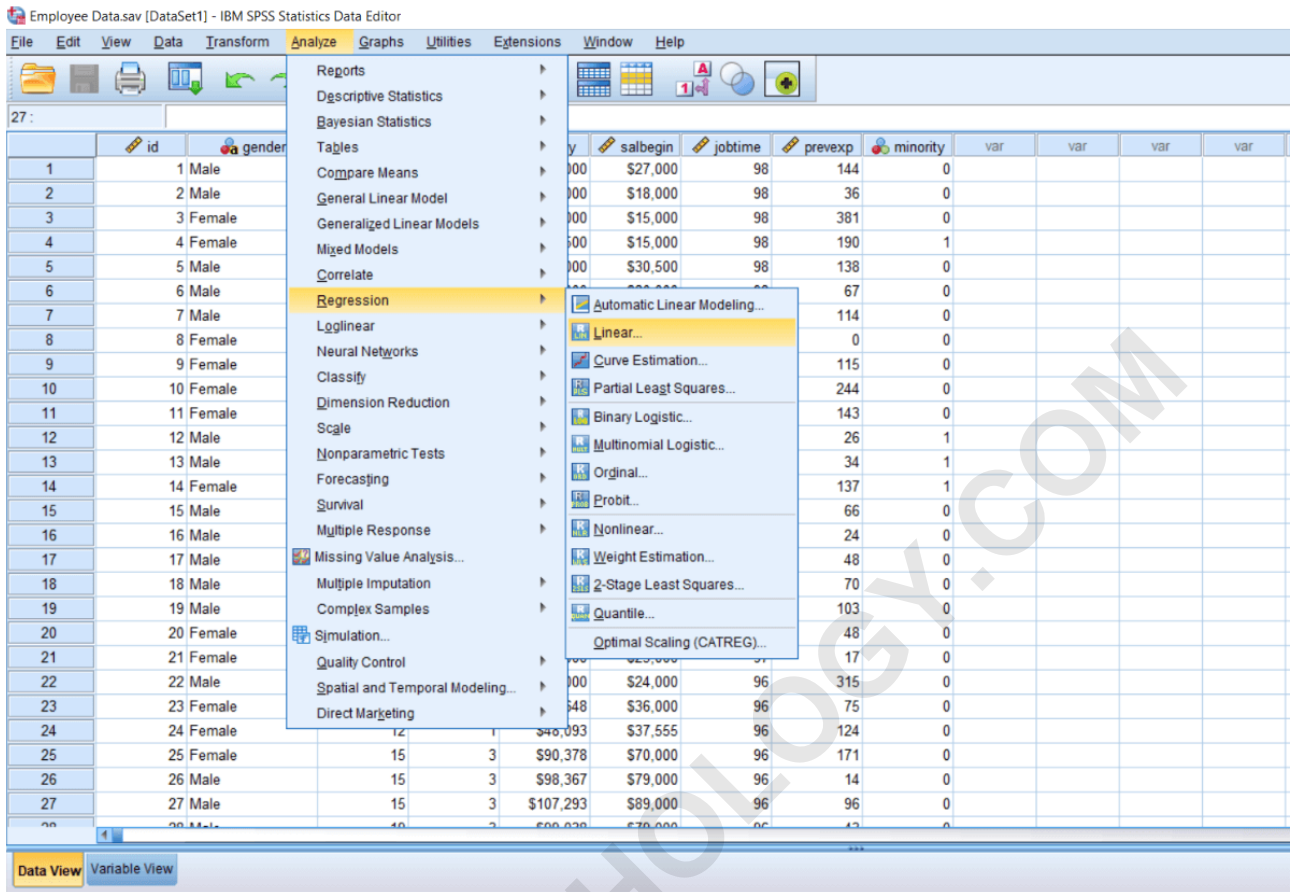 Employee Data.sav [DataSet1] - IBM SPSS Statistics Data Editor
File Edit View Data Transform Analyze Graphs Utilities Extensions Window Help
27 :
Reports
Descriptive Statistics
Bayesian Statistics
Tables
Compare Means
General Linear Model
Generalized Linear Models
Mixed Models
Correlate
Regression
Loglinear
Neural Networks
Classify
Dimension Reduction
Scale
Nonparametric Tests
Forecasting
Survival
Multiple Response
Missing Value Analysis...
Multiple Imputation
Complex Samples
Simulation...
Quality Control
Spatial and Temporal Modeling...
Direct Marketing
Automatic Linear Modeling...
Linear...
Curve Estimation...
Partial Least Squares...
Binary Logistic...
Multinomial Logistic...
Ordinal...
Probit...
Nonlinear...
Weight Estimation...
2-Stage Least Squares...
Quantile...
Optimal Scaling (CATREG)...
id gender y salbegin jobtime prevexp minority var var var var
1 1 Male 000 $27,000 98 144 0
2 2 Male 000 $18,000 98 36 0
3 3 Female 000 $15,000 98 381 0
4 4 Female 500 $15,000 98 190 1
5 5 Male 000 $30,500 98 138 0
6 6 Male 67 0
7 7 Male 114 0
8 8 Female 0 0
9 9 Female 115 0
10 10 Female 244 0
11 11 Female 143 0
12 12 Male 26 1
13 13 Male 34 1
14 14 Female 137 1
15 15 Male 66 0
16 16 Male 24 0
17 17 Male 48 0
18 18 Male 70 0
19 19 Male 103 0
20 20 Female 48 0
21 21 Female 17 0
22 22 Male 000 $24,000 96 315 0
23 23 Female 548 $36,000 96 75 0
24 24 Female 12 1 $48,093 $37,555 96 124 0
25 25 Female 15 3 $90,378 $70,000 96 171 0
26 26 Male 15 3 $98,367 $79,000 96 14 0
27 27 Male 15 3 $107,293 $89,000 96 96 0
Data View Variable View
HOLOGY.COM